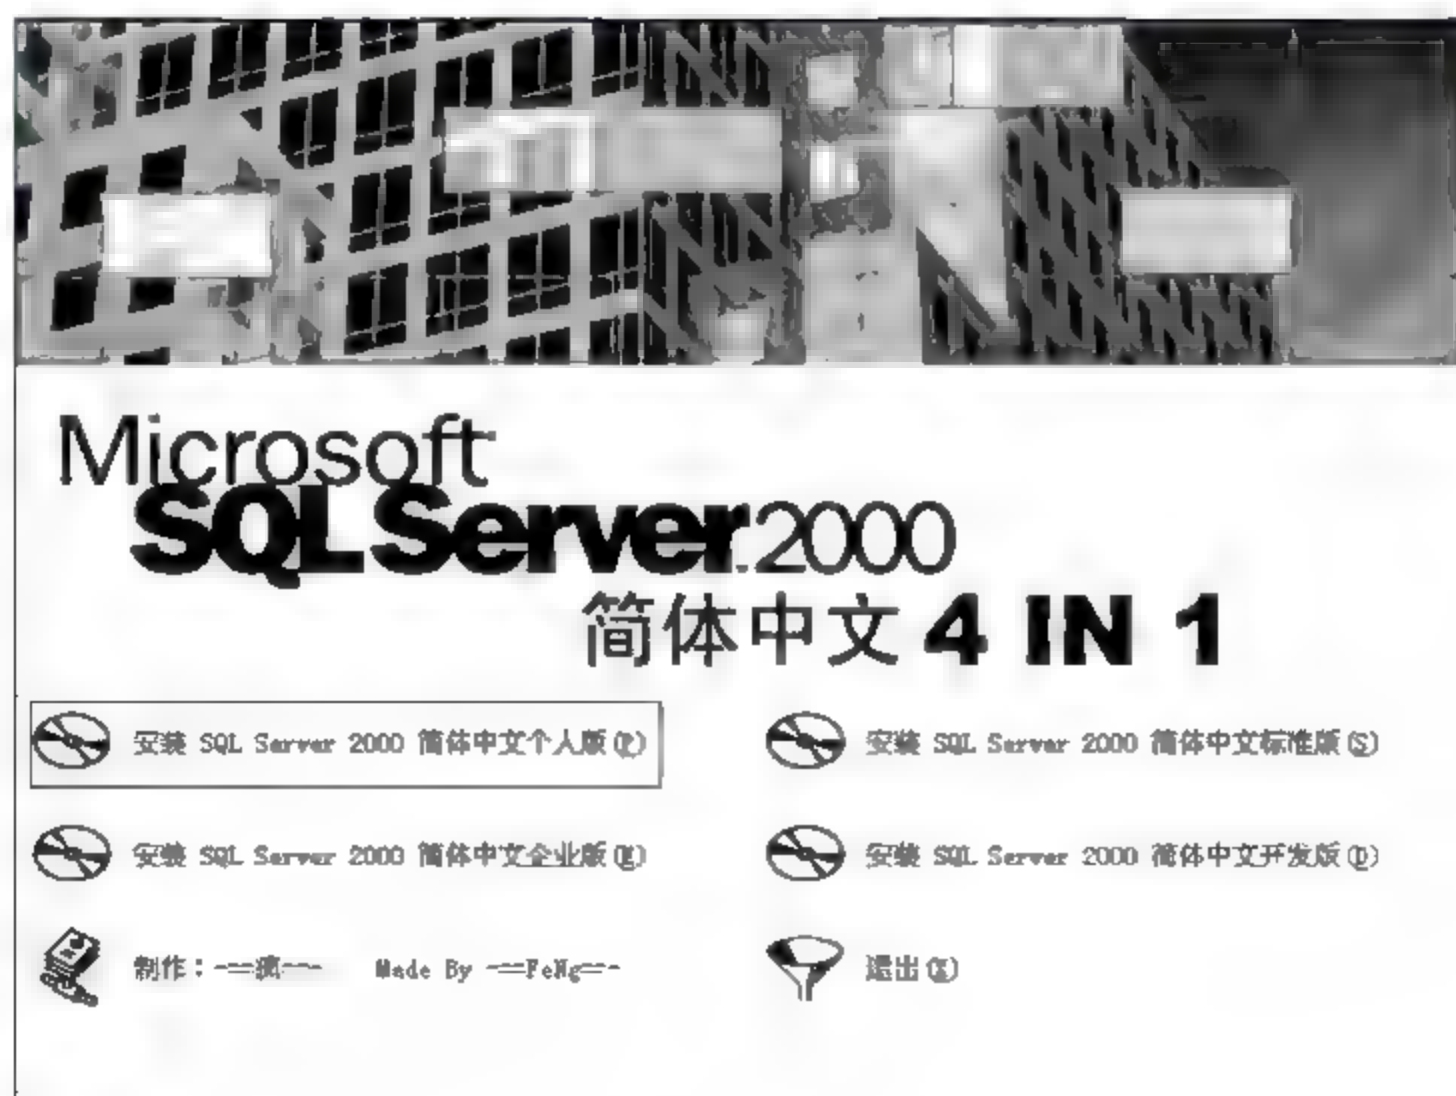 Microsoft
SQL Server 2000
简体中文 4 IN 1
安装 SQL Server 2000 简体中文个人版(P)
安装 SQL Server 2000 简体中文标准版(S)
安装 SQL Server 2000 简体中文企业版(E)
安装 SQL Server 2000 简体中文开发版(D)
制作：-==疯==- Made By -==FeNg==-
退出(X)